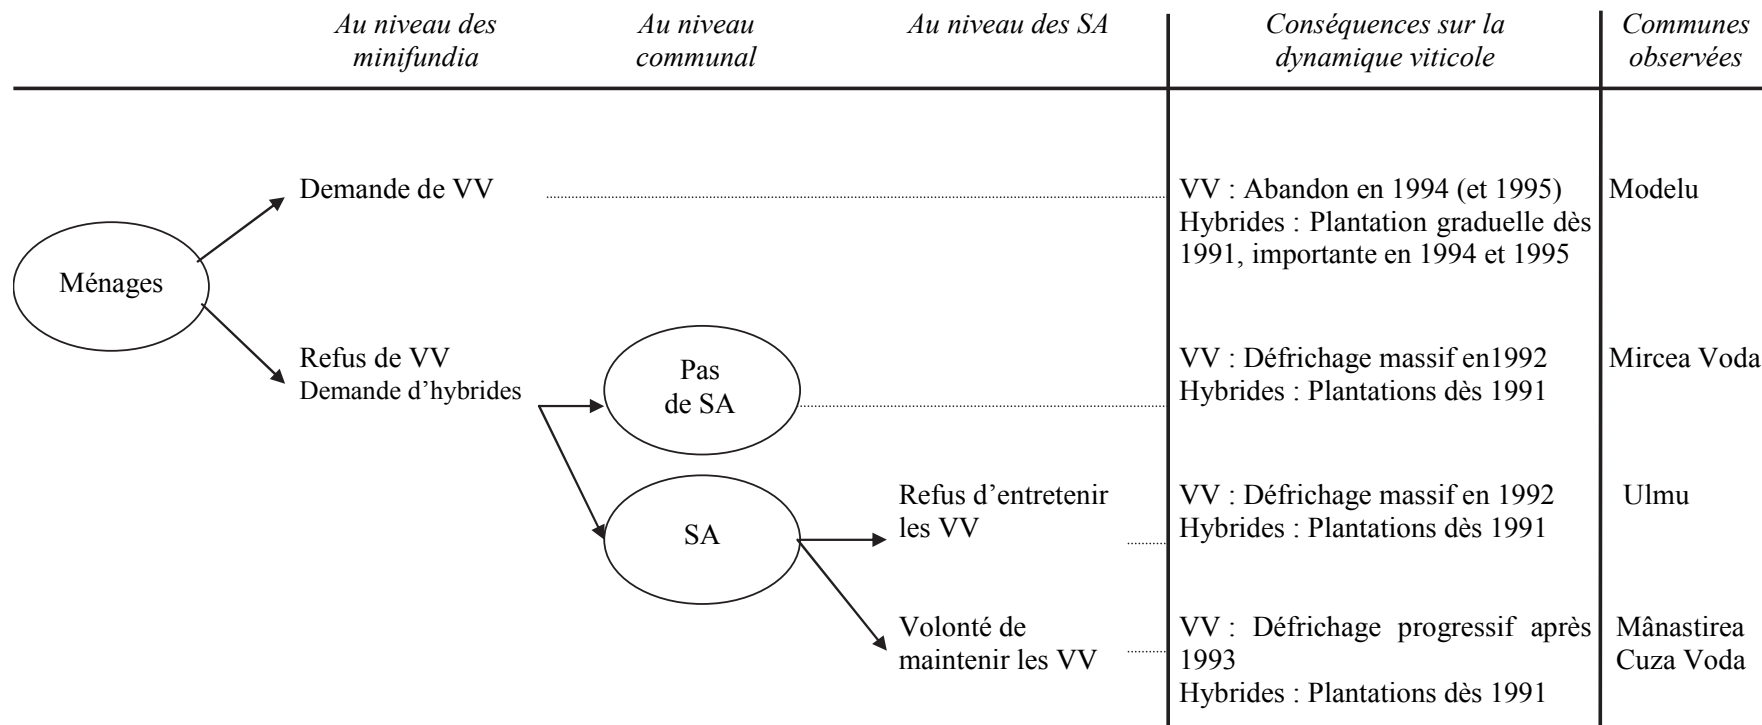 Au niveau des
minifundia
Au niveau
communal
Au niveau des SA
Conséquences sur la
dynamique viticole
Communes
observées
Ménages
Demande de VV
VV : Abandon en 1994 (et 1995)
Hybrides : Plantation graduelle dès
1991, importante en 1994 et 1995
Modelu
Refus de VV
Demande d’hybrides
Pas
de SA
VV : Défrichage massif en1992
Hybrides : Plantations dès 1991
Mircea Voda
SA
Refus d’entretenir
les VV
VV : Défrichage massif en 1992
Hybrides : Plantations dès 1991
Ulmu
Volonté de
maintenir les VV
VV : Défrichage progressif après
1993
Hybrides : Plantations dès 1991
Mânastirea
Cuza Voda